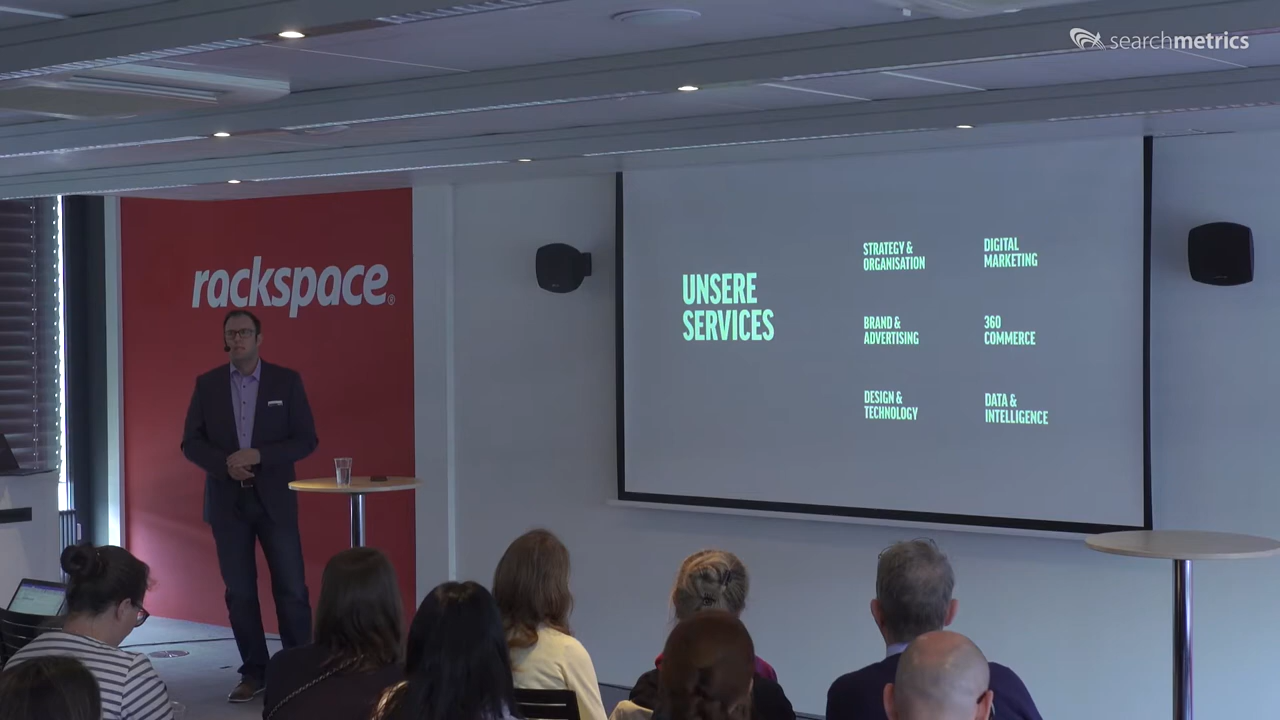 searchmetrics
rackspace®
UNSERE
SERVICES
STRATEGY &
ORGANISATION
DIGITAL
MARKETING
BRAND &
ADVERTISING
360
COMMERCE
DESIGN &
TECHNOLOGY
DATA &
INTELLIGENCE